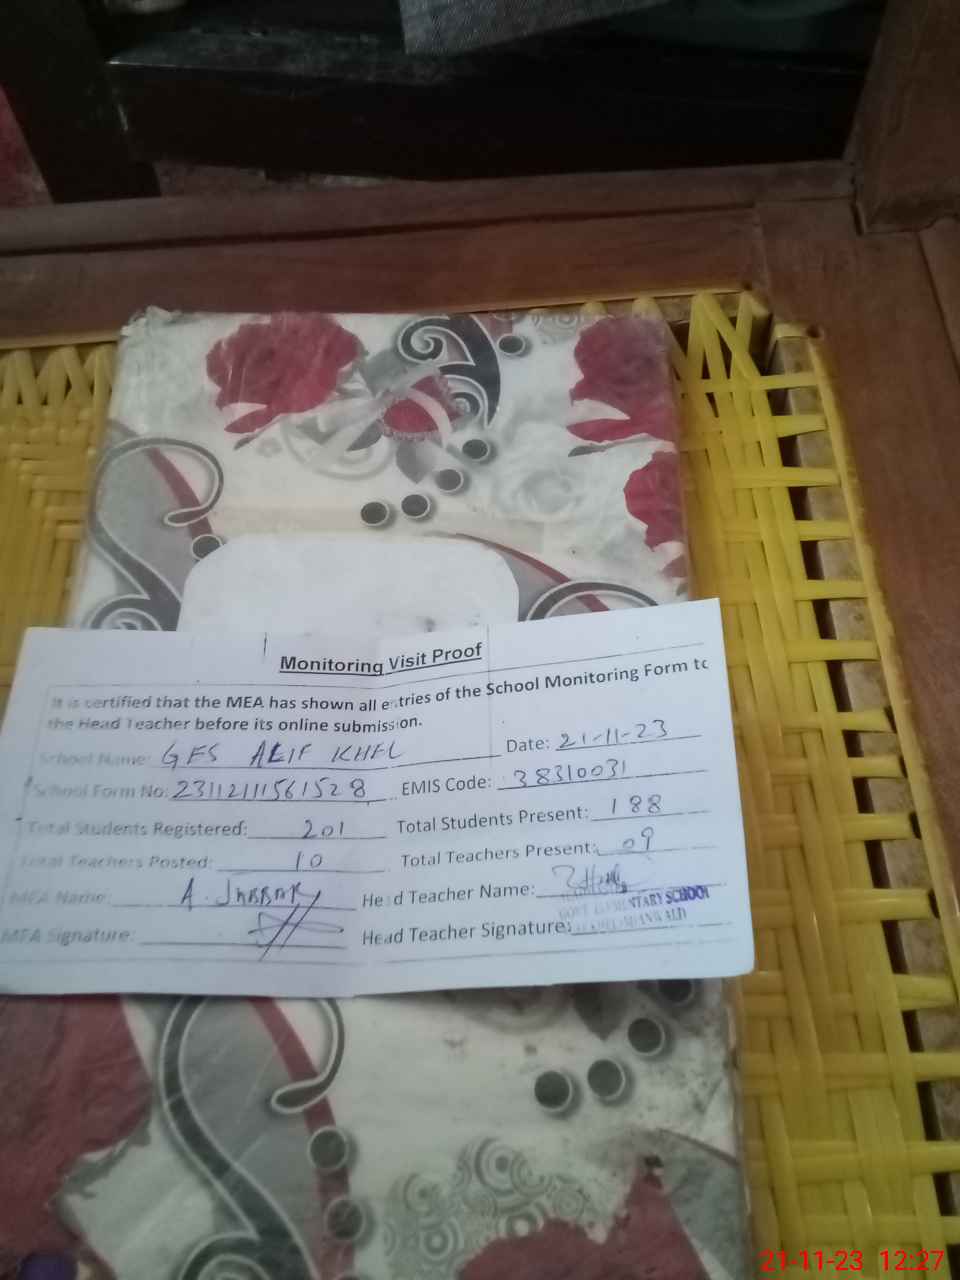 Monitoring Visit Proof
It is certified that the MEA has shown all entries of the School Monitoring Form to
the Head Teacher before its online submission.
School Name: GES ALIF KHEL Date: 21-11-23
School Form No: 23112111561528 EMIS Code: 38310031
Total Students Registered: 201 Total Students Present: 188
Total Teachers Posted: 10 Total Teachers Present: 09
MEA Name: A. JABBAR Head Teacher Name:
MEA Signature: Head Teacher Signature:
GOVT. ELEMENTARY SCHOOL
21-11-23 12:27